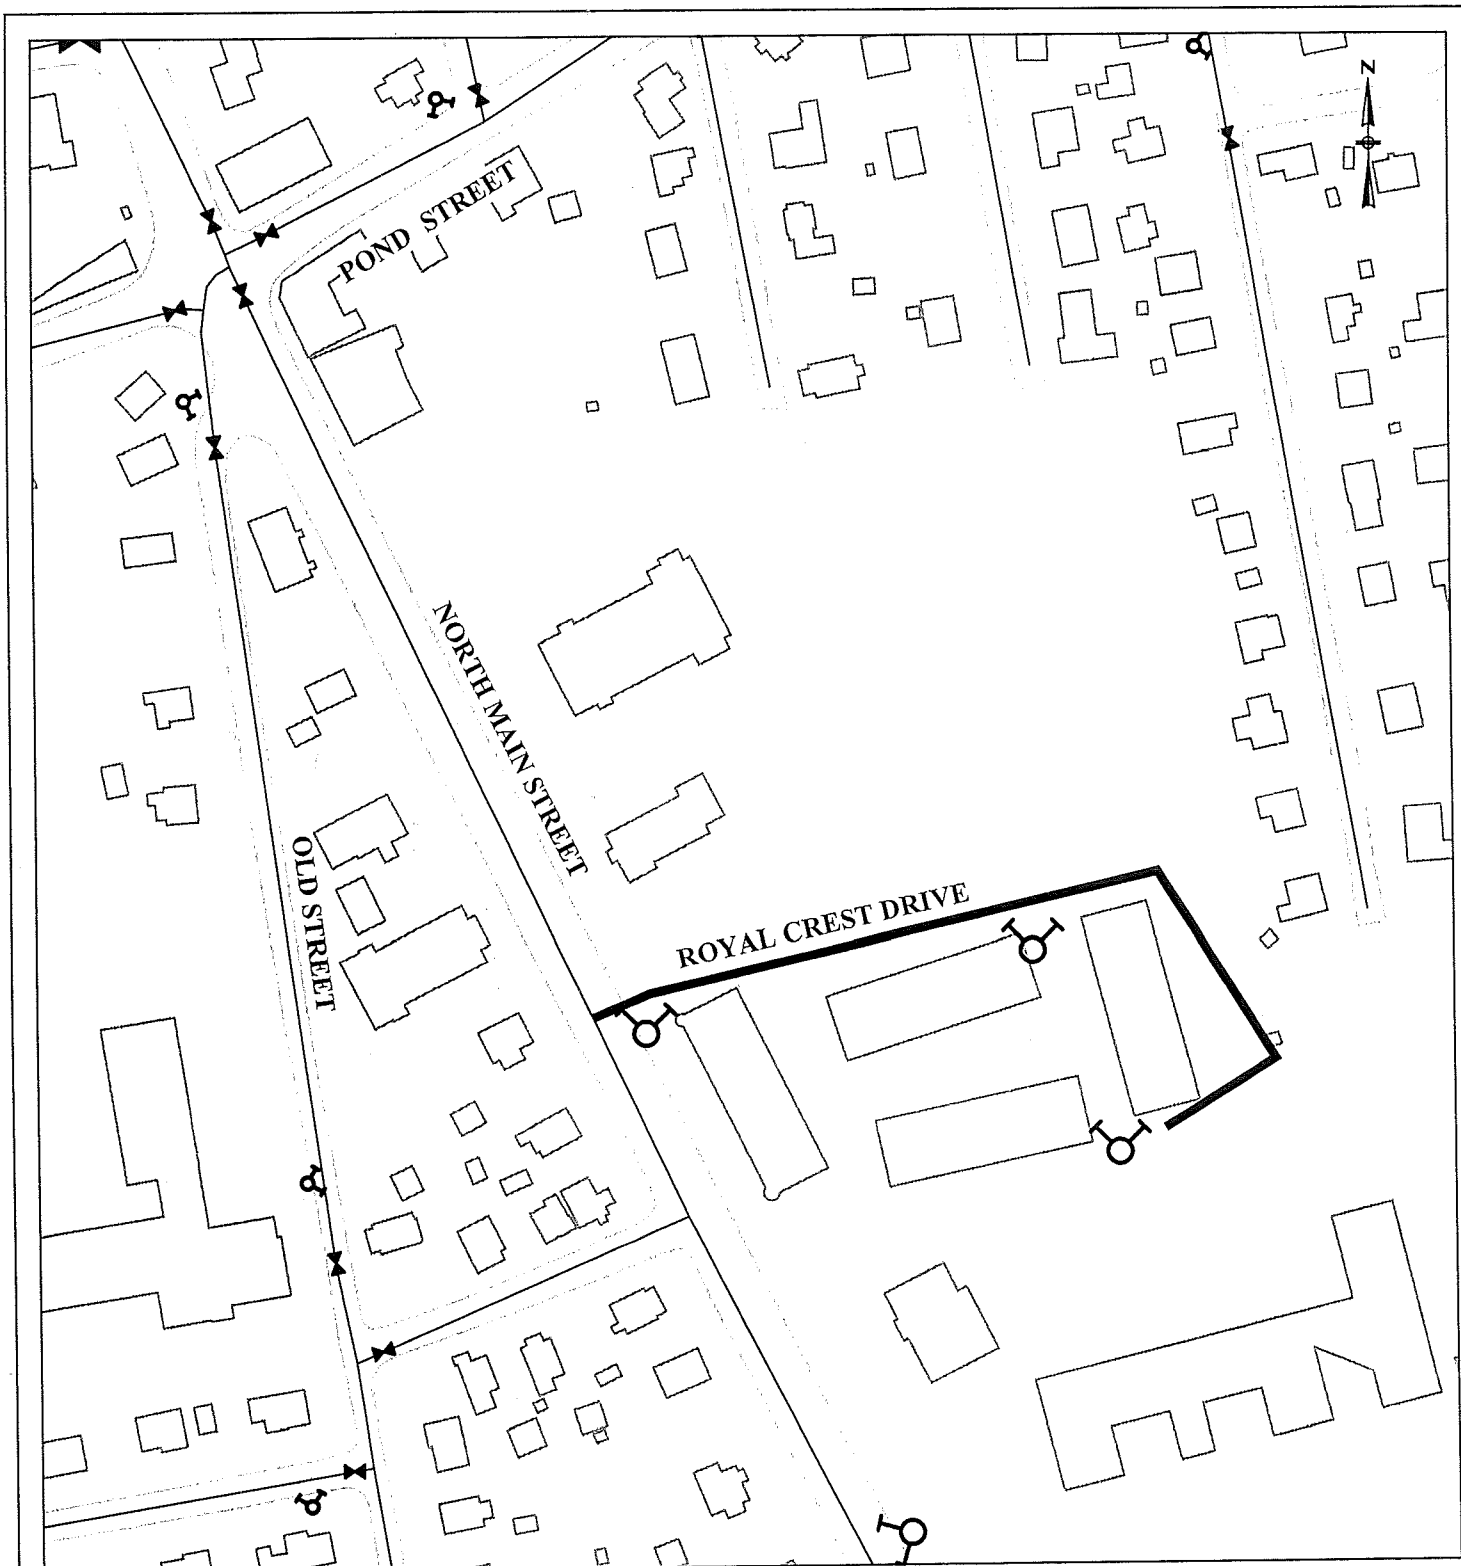 N
POND STREET
NORTH MAIN STREET
OLD STREET
ROYAL CREST DRIVE